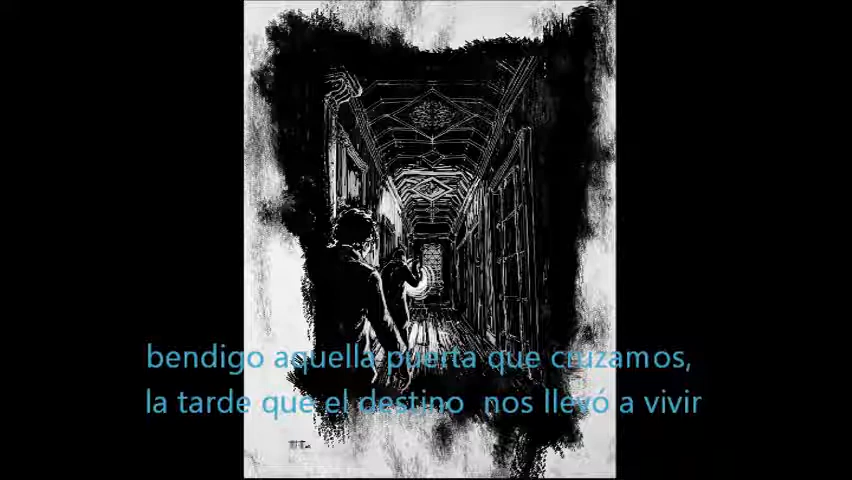 bendigo aquella puerta que cruzamos,
la tarde que el destino  nos llevó a vivir